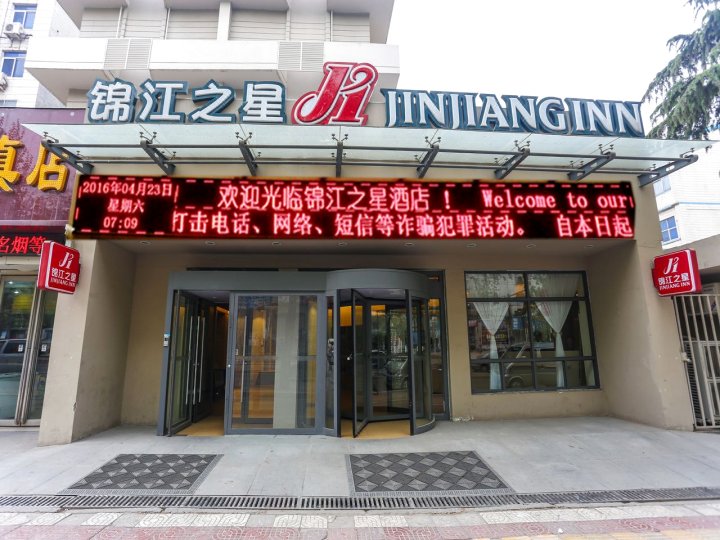 锦江之星 JINJIANG INN
2016年04月23日
星期六
07:09
欢迎光临锦江之星酒店 ! Welcome to our
打击电话、网络、短信等诈骗犯罪活动。 自本日起
锦江之星
JINJIANG INN
锦江之星
JINJIANG INN
真店
名烟等